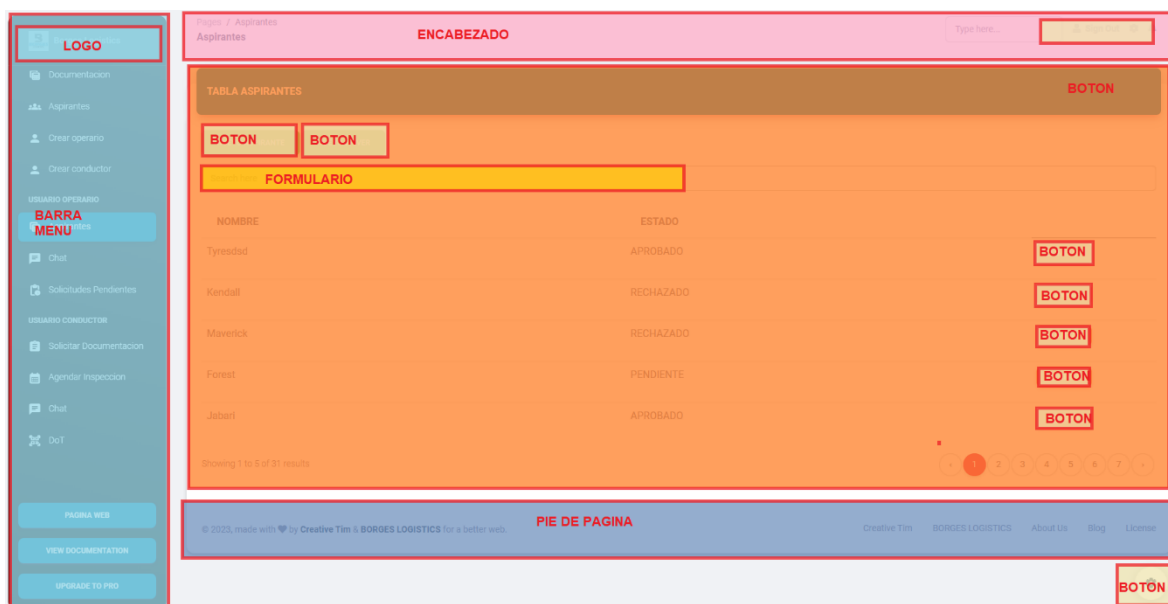 LOGO
Documentacion
Aspirantes
Crear operario
Crear conductor
USUARIO OPERARIO
BARRA
MENU
Chat
Solicitudes Pendientes
USUARIO CONDUCTOR
Solicitar Documentacion
Agendar Inspeccion
Chat
DoT
PAGINA WEB
VIEW DOCUMENTATION
UPGRADE TO PRO
Pages / Aspirantes
Aspirantes
ENCABEZADO
Type here...
Sign Out
TABLA ASPIRANTES
BOTON
BOTON BOTON
FORMULARIO
NOMBRE ESTADO
Tyresdsd APROBADO BOTON
Kendall RECHAZADO BOTON
Maverick RECHAZADO BOTON
Forest PENDIENTE BOTON
Jabari APROBADO BOTON
Showing 1 to 5 of 31 results
‹ 1 2 3 4 5 6 7 ›
PIE DE PAGINA
© 2023, made with ♥ by Creative Tim & BORGES LOGISTICS for a better web.
Creative Tim BORGES LOGISTICS About Us Blog License
BOTON